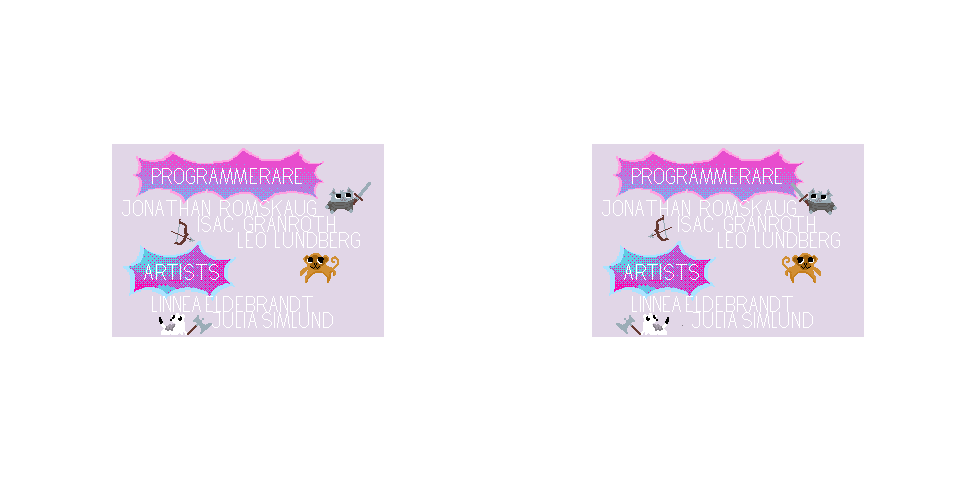 PROGRAMMERARE
JONATHAN ROMSKAUG
ISAC GRANROTH
LEO LUNDBERG
ARTISTS
LINNEA ELDEBRANDT
JULIA SIMLUND
PROGRAMMERARE
JONATHAN ROMSKAUG
ISAC GRANROTH
LEO LUNDBERG
ARTISTS
LINNEA ELDEBRANDT
JULIA SIMLUND